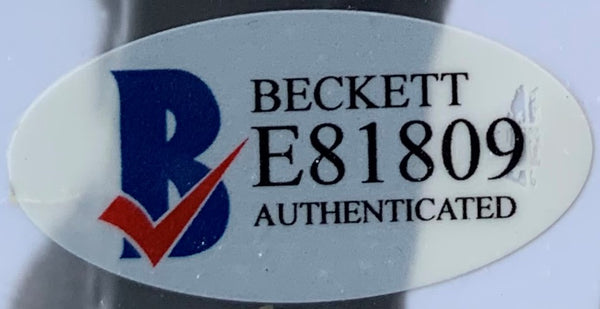 B
BECKETT
E81809
AUTHENTICATED